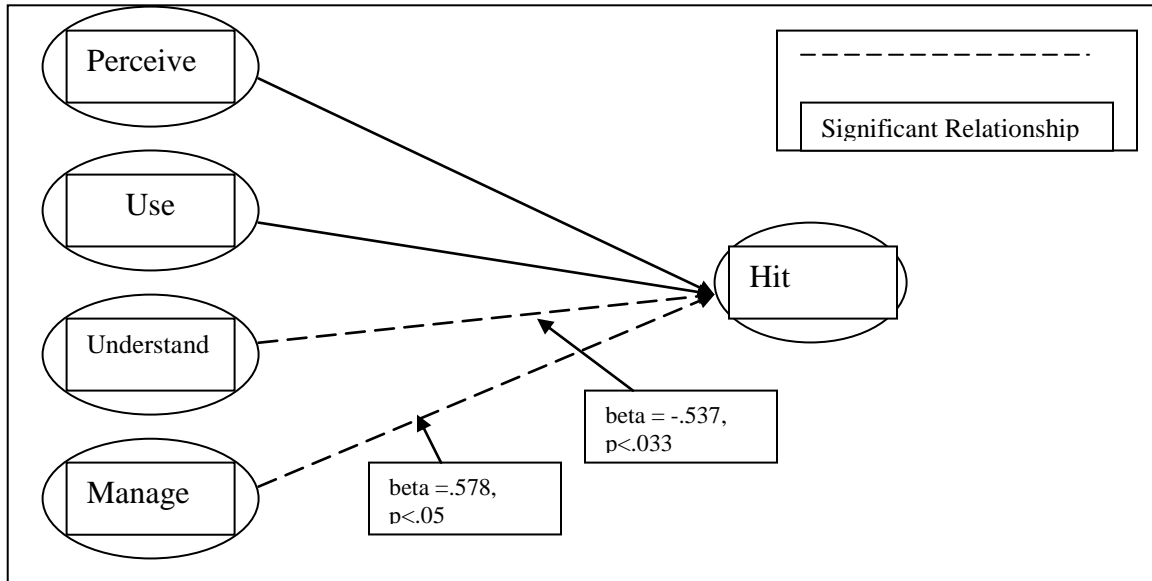 Perceive
Use
Understand
Manage
Hit
Significant Relationship
beta = -.537,
p<.033
beta =.578,
p<.05